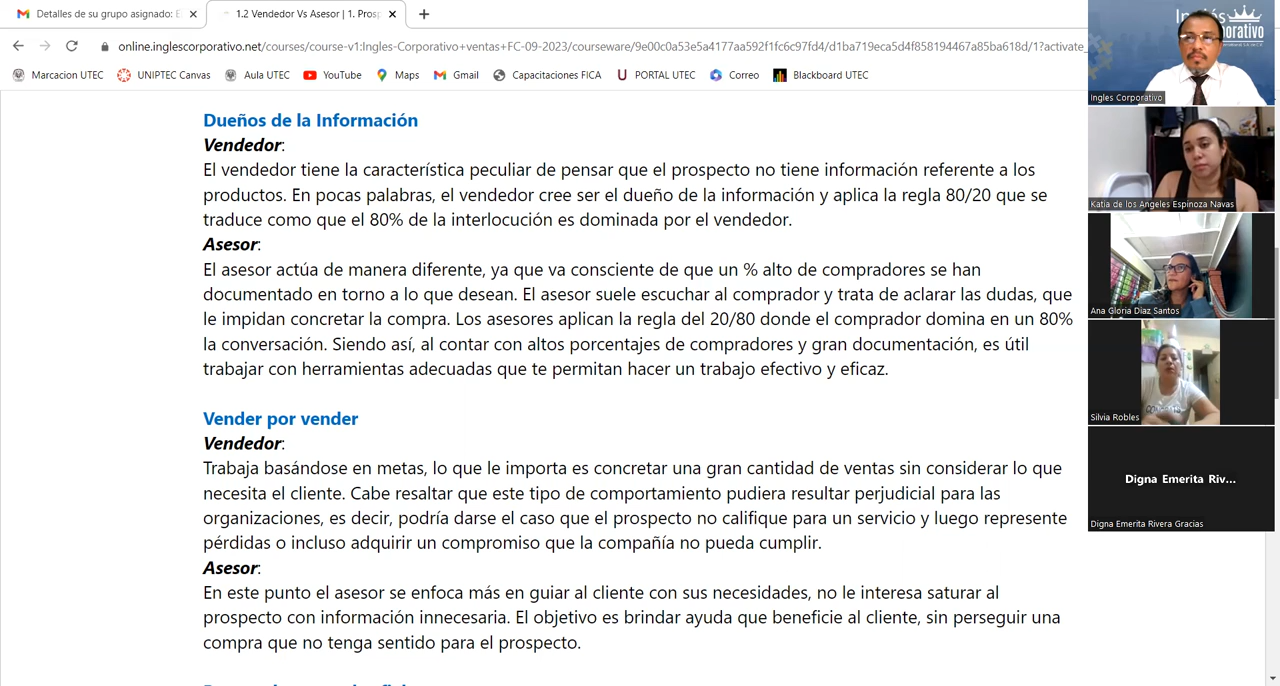 Detalles de su grupo asignado: E
1.2 Vendedor Vs Asesor | 1. Prosp
online.inglescorporativo.net/courses/course-v1:Ingles-Corporativo+ventas+FC-09-2023/courseware/9e00c0a53e5a4177aa592f1fc6c97fd4/d1ba719eca5d4f858194467a85ba618d/1?activate_
Marcacion UTEC UNIPTEC Canvas Aula UTEC YouTube Maps Gmail Capacitaciones FICA PORTAL UTEC Correo Blackboard UTEC
Dueños de la Información
Vendedor:
El vendedor tiene la característica peculiar de pensar que el prospecto no tiene información referente a los
productos. En pocas palabras, el vendedor cree ser el dueño de la información y aplica la regla 80/20 que se
traduce como que el 80% de la interlocución es dominada por el vendedor.
Asesor:
El asesor actúa de manera diferente, ya que va consciente de que un % alto de compradores se han
documentado en torno a lo que desean. El asesor suele escuchar al comprador y trata de aclarar las dudas, que
le impidan concretar la compra. Los asesores aplican la regla del 20/80 donde el comprador domina en un 80%
la conversación. Siendo así, al contar con altos porcentajes de compradores y gran documentación, es útil
trabajar con herramientas adecuadas que te permitan hacer un trabajo efectivo y eficaz.
Vender por vender
Vendedor:
Trabaja basándose en metas, lo que le importa es concretar una gran cantidad de ventas sin considerar lo que
necesita el cliente. Cabe resaltar que este tipo de comportamiento pudiera resultar perjudicial para las
organizaciones, es decir, podría darse el caso que el prospecto no califique para un servicio y luego represente
pérdidas o incluso adquirir un compromiso que la compañía no pueda cumplir.
Asesor:
En este punto el asesor se enfoca más en guiar al cliente con sus necesidades, no le interesa saturar al
prospecto con información innecesaria. El objetivo es brindar ayuda que beneficie al cliente, sin perseguir una
compra que no tenga sentido para el prospecto.
Ingles Corporativo
Katia de los Angeles Espinoza Navas
Ana Gloria Diaz Santos
Silvia Robles
Digna Emerita Riv...
Digna Emerita Rivera Gracias